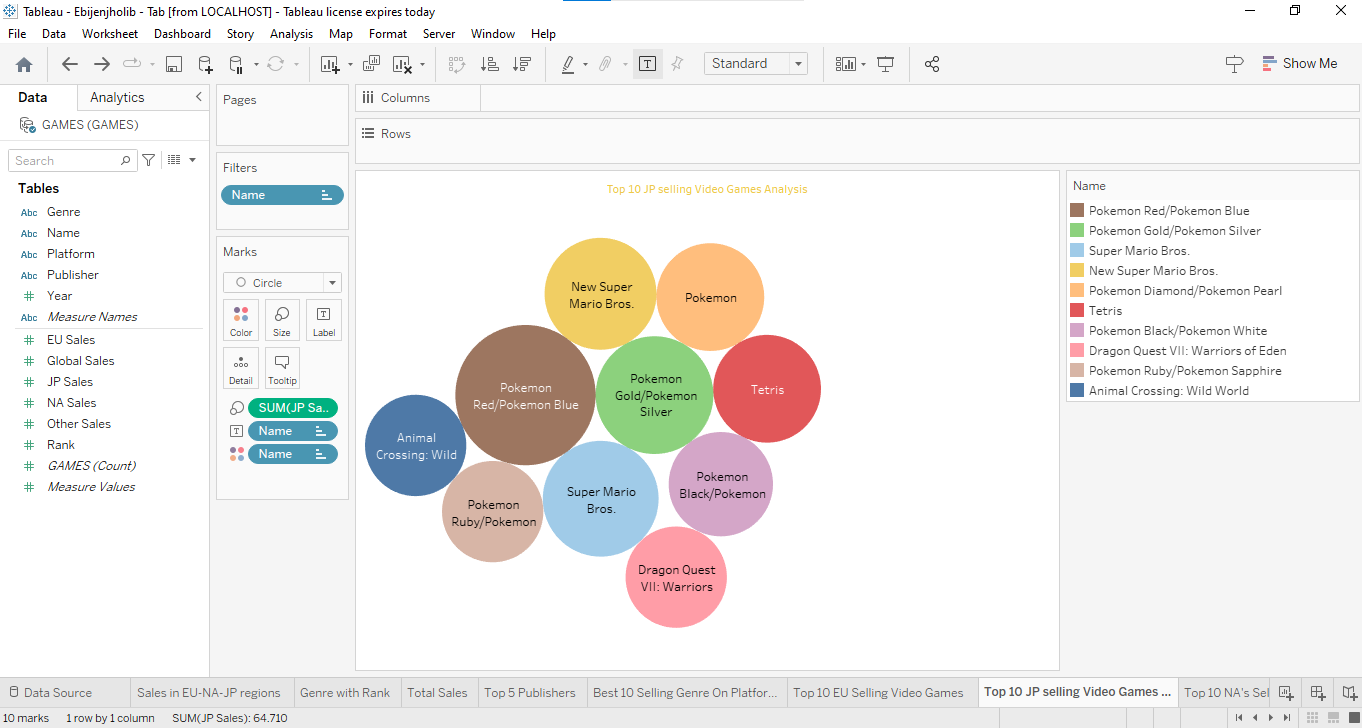 Tableau - Ebijenjholib - Tab [from LOCALHOST] - Tableau license expires today
File Data Worksheet Dashboard Story Analysis Map Format Server Window Help
Standard
Show Me
Data Analytics
GAMES (GAMES)
Search
Tables
Abc Genre
Abc Name
Abc Platform
Abc Publisher
Year
Abc Measure Names
EU Sales
Global Sales
JP Sales
NA Sales
Other Sales
Rank
GAMES (Count)
Measure Values
Pages
Filters
Name
Marks
Circle
Color Size Label
Detail Tooltip
SUM(JP Sa..
Name
Name
Columns
Rows
Top 10 JP selling Video Games Analysis
New Super
Mario Bros.
Pokemon
Pokemon
Red/Pokemon Blue
Pokemon
Gold/Pokemon
Silver
Tetris
Animal
Crossing: Wild
Pokemon
Ruby/Pokemon
Super Mario
Bros.
Pokemon
Black/Pokemon
Dragon Quest
VII: Warriors
Name
Pokemon Red/Pokemon Blue
Pokemon Gold/Pokemon Silver
Super Mario Bros.
New Super Mario Bros.
Pokemon Diamond/Pokemon Pearl
Tetris
Pokemon Black/Pokemon White
Dragon Quest VII: Warriors of Eden
Pokemon Ruby/Pokemon Sapphire
Animal Crossing: Wild World
Data Source Sales in EU-NA-JP regions Genre with Rank Total Sales Top 5 Publishers Best 10 Selling Genre On Platfor... Top 10 EU Selling Video Games Top 10 JP selling Video Games ... Top 10 NA's Sel
10 marks 1 row by 1 column SUM(JP Sales): 64.710